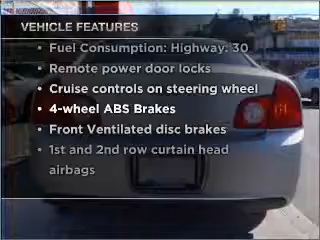 VEHICLE FEATURES
• Fuel Consumption: Highway: 30
• Remote power door locks
• Cruise controls on steering wheel
• 4-wheel ABS Brakes
• Front Ventilated disc brakes
• 1st and 2nd row curtain head
airbags